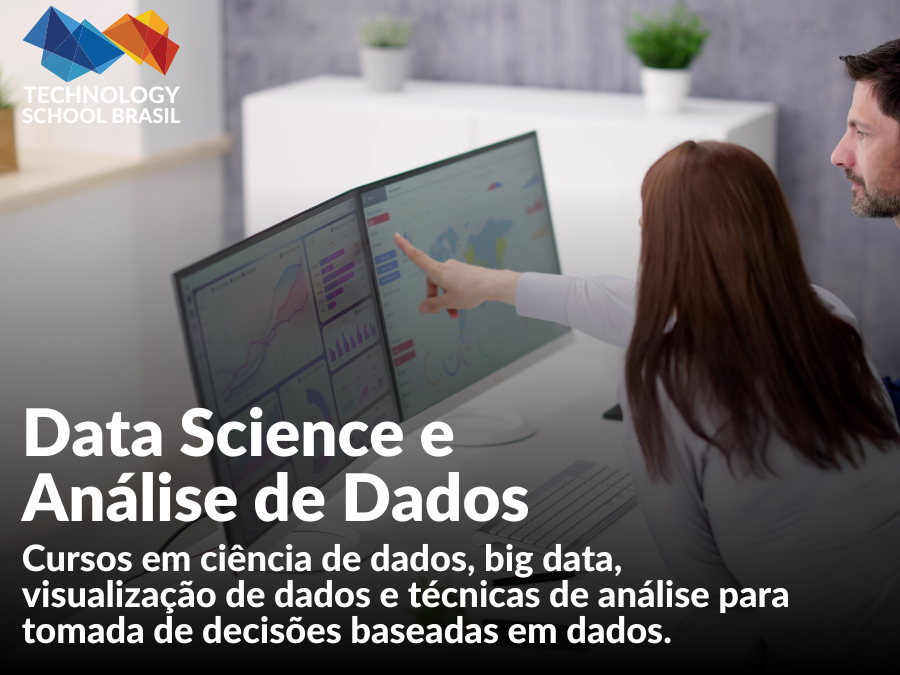 TECHNOLOGY
SCHOOL BRASIL
Data Science e
Análise de Dados
Cursos em ciência de dados, big data,
visualização de dados e técnicas de análise para
tomada de decisões baseadas em dados.